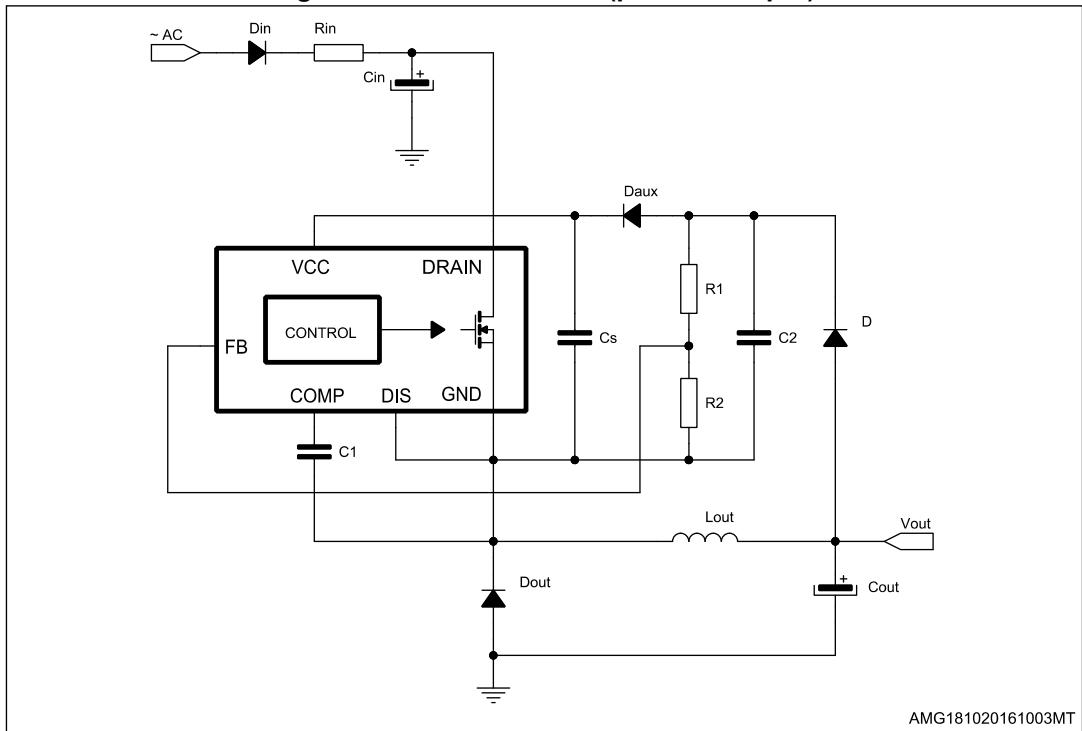 ~ AC
Din
Rin
Cin
+
Daux
VCC
DRAIN
R1
D
CONTROL
Cs
C2
FB
R2
COMP
DIS
GND
C1
Lout
Vout
Dout
+
Cout
AMG181020161003MT